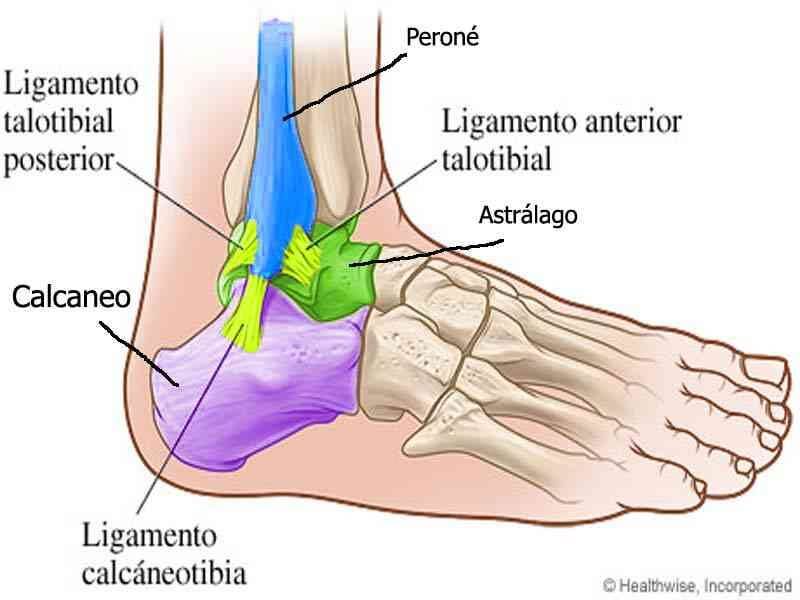 Peroné
Ligamento
talotibial
posterior
Ligamento anterior
talotibial
Astrálago
Calcaneo
Ligamento
calcáneotibia
© Healthwise, Incorporated